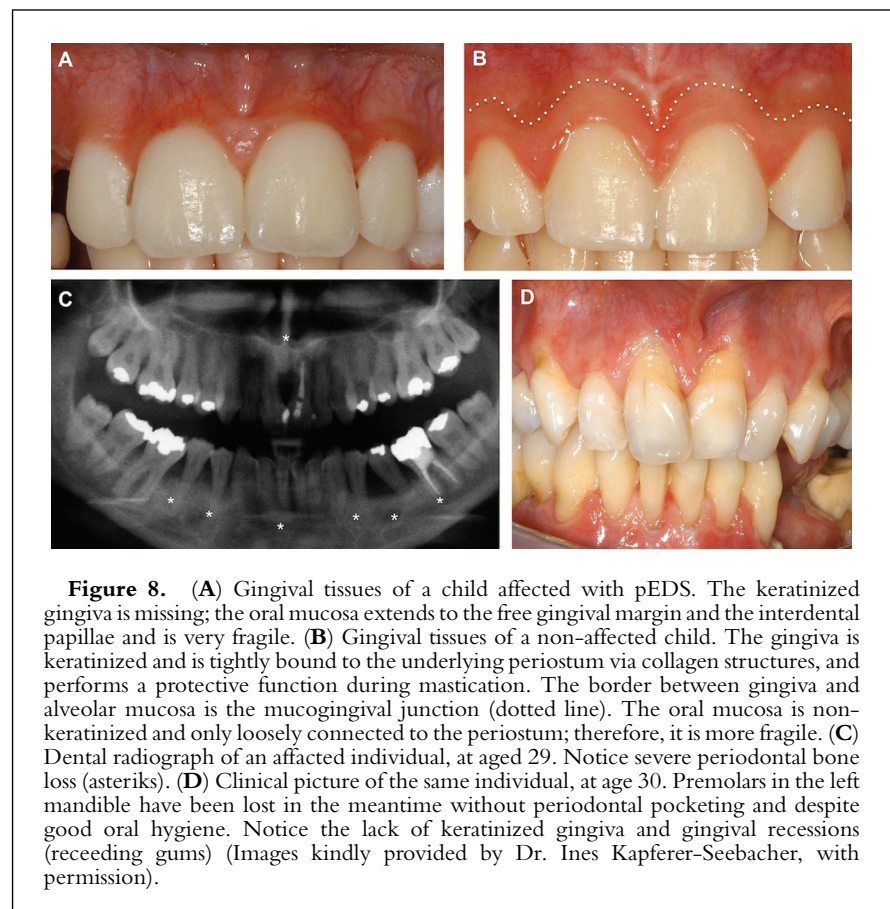 A
B
C
D
Figure 8. (A) Gingival tissues of a child affected with pEDS. The keratinized
gingiva is missing; the oral mucosa extends to the free gingival margin and the interdental
papillae and is very fragile. (B) Gingival tissues of a non-affected child. The gingiva is
keratinized and is tightly bound to the underlying periostum via collagen structures, and
performs a protective function during mastication. The border between gingiva and
alveolar mucosa is the mucogingival junction (dotted line). The oral mucosa is non-
keratinized and only loosely connected to the periostum; therefore, it is more fragile. (C)
Dental radiograph of an affacted individual, at aged 29. Notice severe periodontal bone
loss (asteriks). (D) Clinical picture of the same individual, at age 30. Premolars in the left
mandible have been lost in the meantime without periodontal pocketing and despite
good oral hygiene. Notice the lack of keratinized gingiva and gingival recessions
(receeding gums) (Images kindly provided by Dr. Ines Kapferer-Seebacher, with
permission).